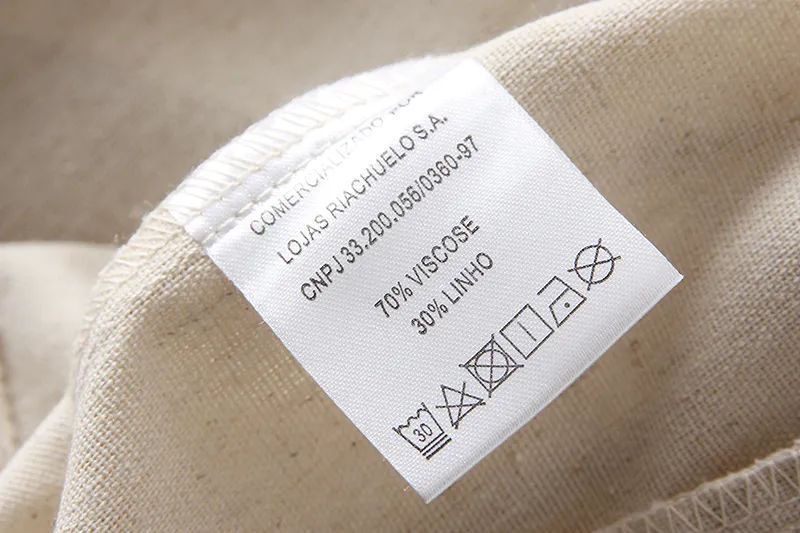 COMERCIALIZADO POR
LOJAS RIACHUELO S.A.
CNPJ 33.200.056/0360-97
70% VISCOSE
30% LINHO
30